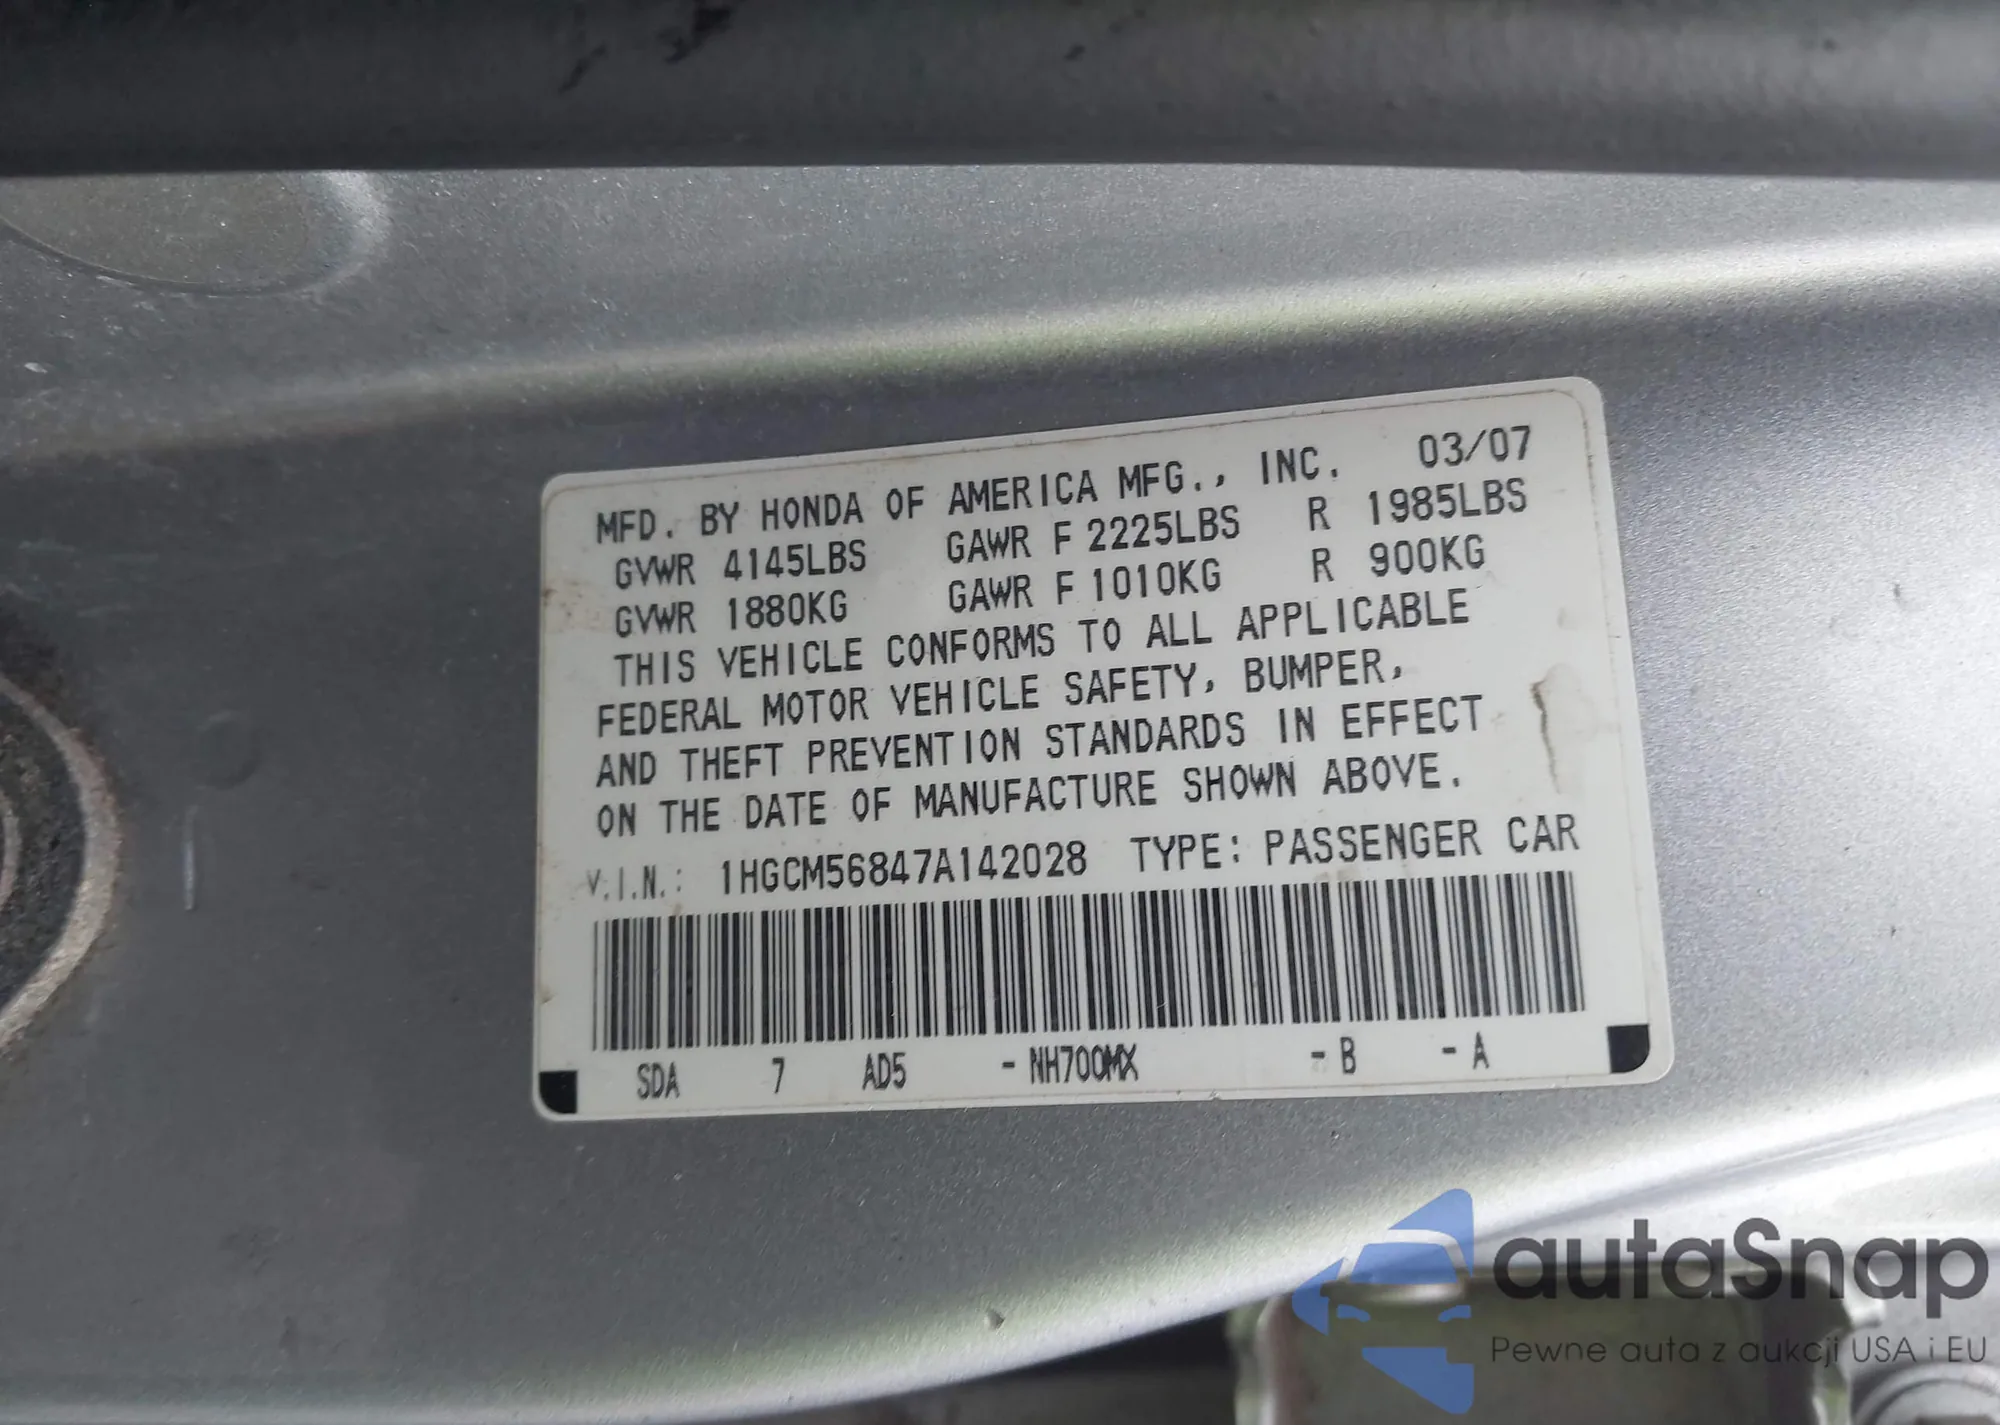 MFD. BY HONDA OF AMERICA MFG., INC. 03/07
GVWR 4145LBS GAWR F 2225LBS R 1985LBS
GVWR 1880KG GAWR F 1010KG R 900KG
THIS VEHICLE CONFORMS TO ALL APPLICABLE
FEDERAL MOTOR VEHICLE SAFETY, BUMPER,
AND THEFT PREVENTION STANDARDS IN EFFECT
ON THE DATE OF MANUFACTURE SHOWN ABOVE.
V.I.N.: 1HGCM56847A142028 TYPE: PASSENGER CAR
SDA 7 AD5 -NH700MX -B -A
autaSnap
Pewne auta z aukcji USA i EU